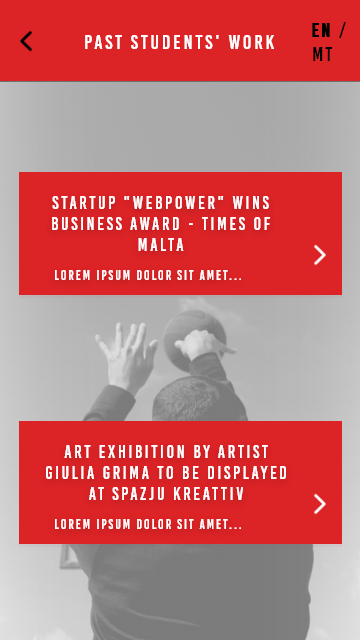 PAST STUDENTS' WORK
EN /
MT
STARTUP "WEBPOWER" WINS
BUSINESS AWARD - TIMES OF
MALTA
LOREM IPSUM DOLOR SIT AMET...
ART EXHIBITION BY ARTIST
GIULIA GRIMA TO BE DISPLAYED
AT SPAZJU KREATTIV
LOREM IPSUM DOLOR SIT AMET...